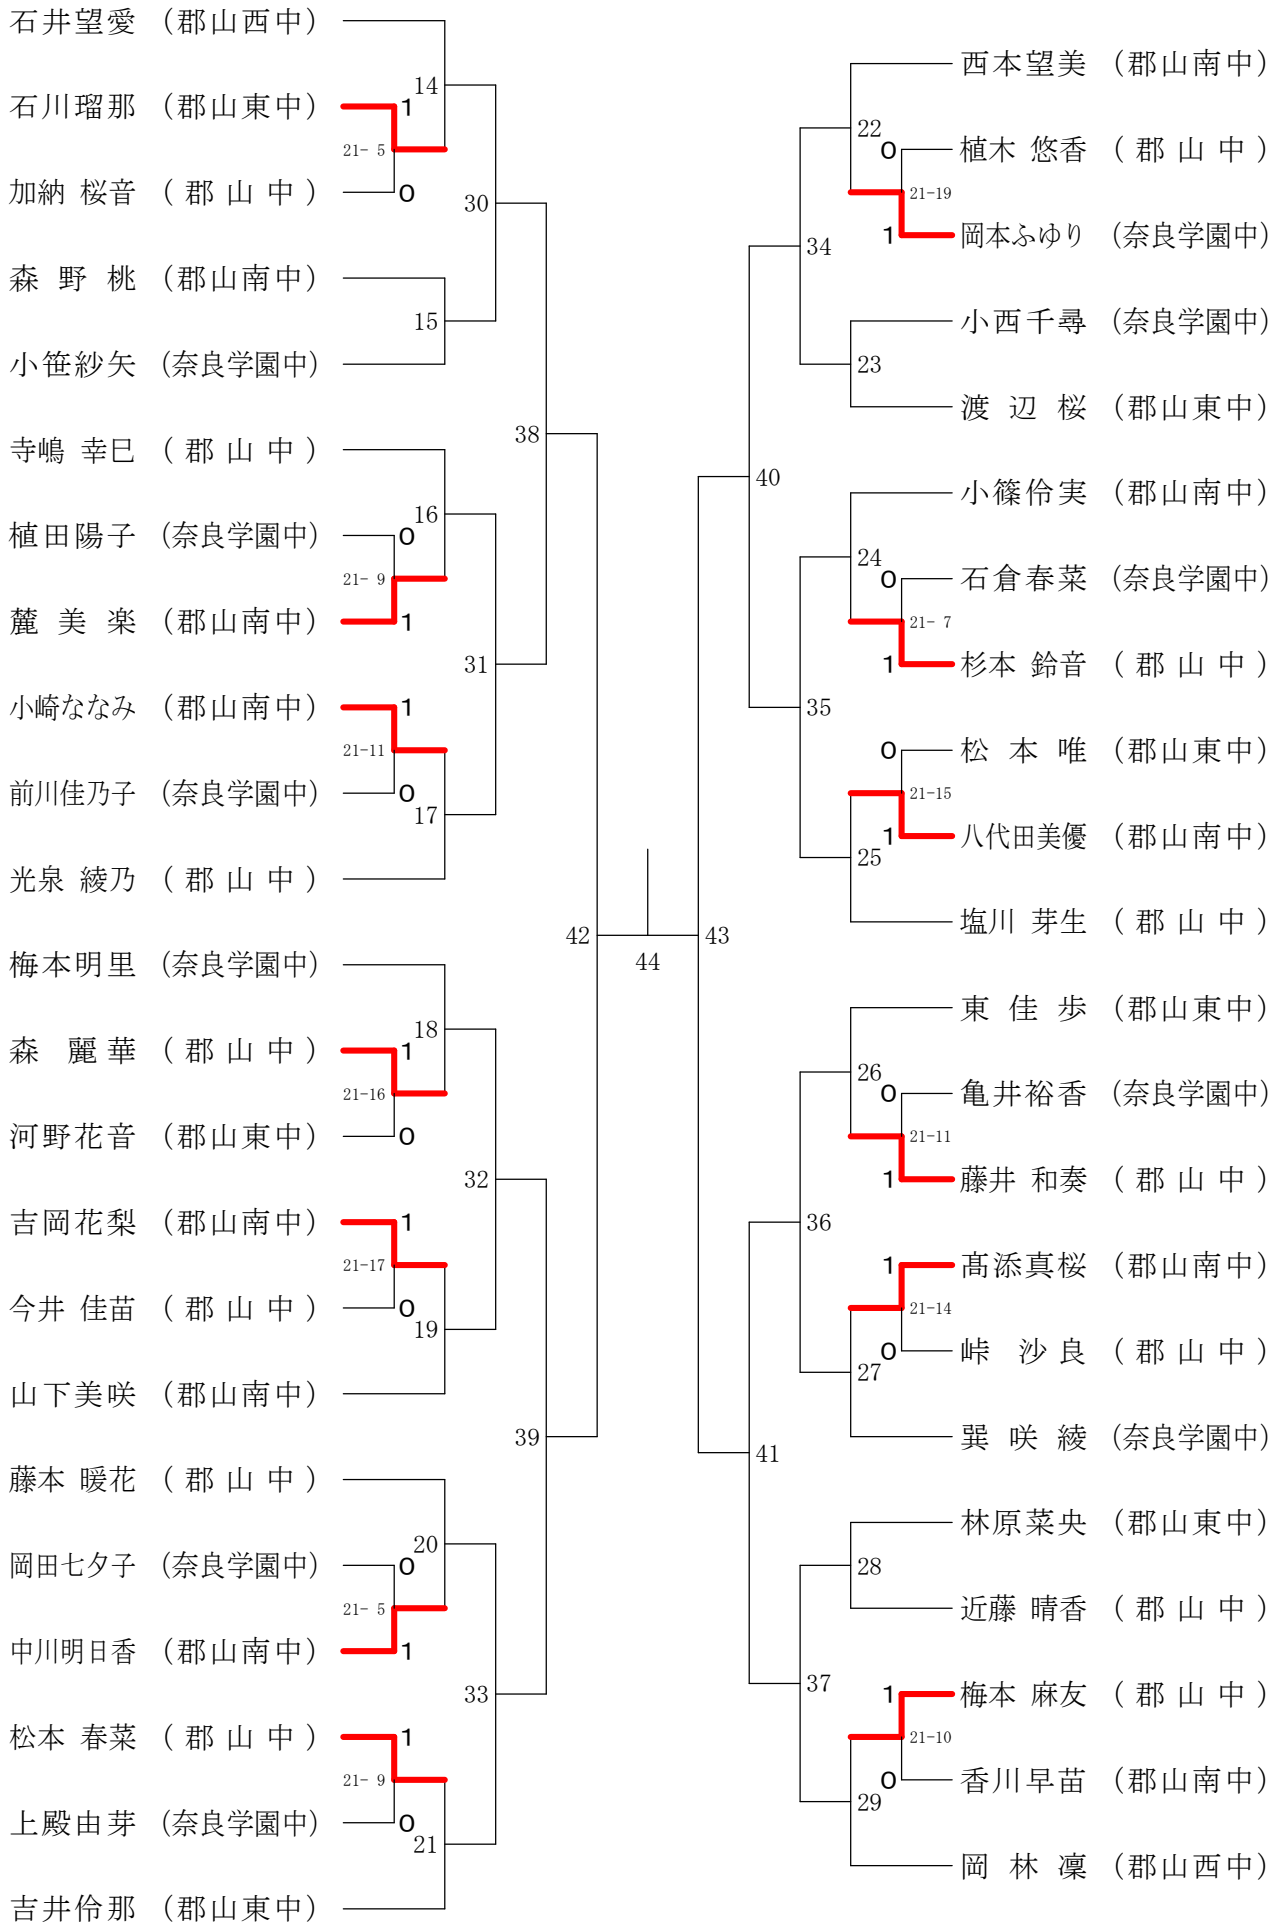 石井望愛 (郡山西中)
14
石川瑠那 (郡山東中) 1
21- 5
加納 桜音 ( 郡 山 中 ) 0
30
森 野 桃 (郡山南中)
15
小笹紗矢 (奈良学園中)
38
寺嶋 幸巳 ( 郡 山 中 )
16
植田陽子 (奈良学園中) 0
21- 9
麓 美 楽 (郡山南中) 1
31
小崎ななみ (郡山南中) 1
21-11
前川佳乃子 (奈良学園中) 0
17
光泉 綾乃 ( 郡 山 中 )
42
梅本明里 (奈良学園中)
18
森 麗華 ( 郡 山 中 ) 1
21-16
河野花音 (郡山東中) 0
32
吉岡花梨 (郡山南中) 1
21-17
今井 佳苗 ( 郡 山 中 ) 0
19
山下美咲 (郡山南中)
39
藤本 暖花 ( 郡 山 中 )
20
岡田七夕子 (奈良学園中) 0
21- 5
中川明日香 (郡山南中) 1
33
松本 春菜 ( 郡 山 中 ) 1
21- 9
上殿由芽 (奈良学園中) 0
21
吉井伶那 (郡山東中)
44
西本望美 (郡山南中)
22
0 植木 悠香 ( 郡 山 中 )
21-19
1 岡本ふゆり (奈良学園中)
34
小西千尋 (奈良学園中)
23
渡 辺 桜 (郡山東中)
40
小篠伶実 (郡山南中)
24
0 石倉春菜 (奈良学園中)
21- 7
1 杉本 鈴音 ( 郡 山 中 )
35
0 松 本 唯 (郡山東中)
21-15
1 八代田美優 (郡山南中)
25
塩川 芽生 ( 郡 山 中 )
43
東 佳 歩 (郡山東中)
26
0 亀井裕香 (奈良学園中)
21-11
1 藤井 和奏 ( 郡 山 中 )
36
1 髙添真桜 (郡山南中)
21-14
0 峠 沙良 ( 郡 山 中 )
27
巽 咲 綾 (奈良学園中)
41
林原菜央 (郡山東中)
28
近藤 晴香 ( 郡 山 中 )
37
1 梅本 麻友 ( 郡 山 中 )
21-10
0 香川早苗 (郡山南中)
29
岡 林 凜 (郡山西中)